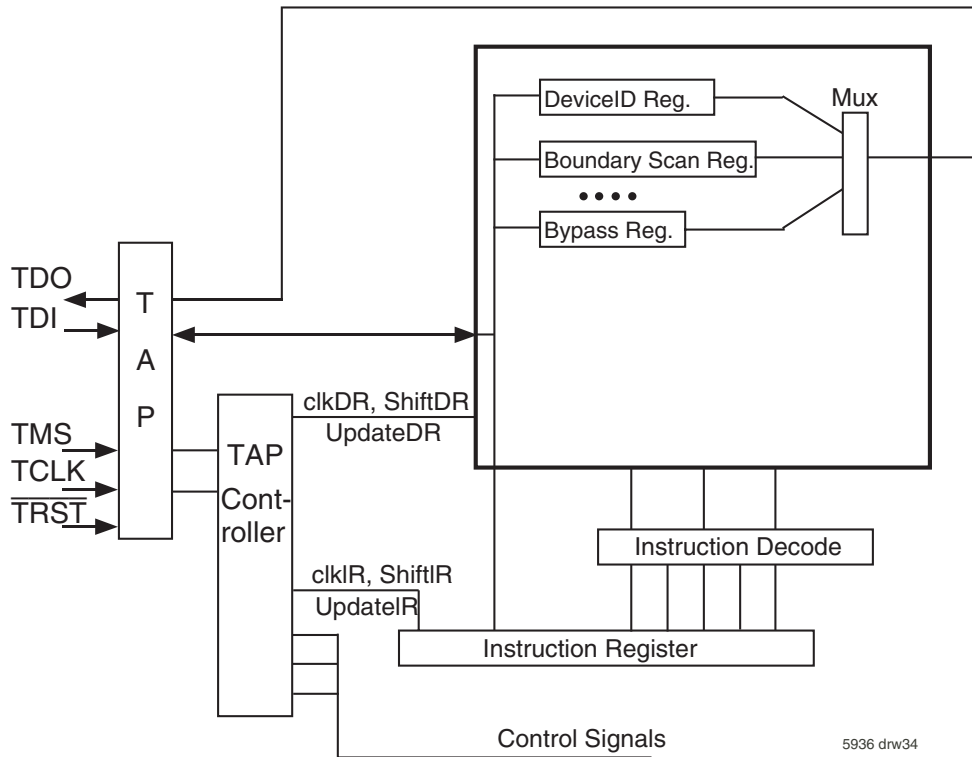 DeviceID Reg.
Mux
Boundary Scan Reg.
Bypass Reg.
TDO
TDI
T
A
P
TMS
TCLK
TRST
clkDR, ShiftDR
UpdateDR
TAP
Cont-
roller
Instruction Decode
clkIR, ShiftIR
UpdateIR
Instruction Register
Control Signals
5936 drw34